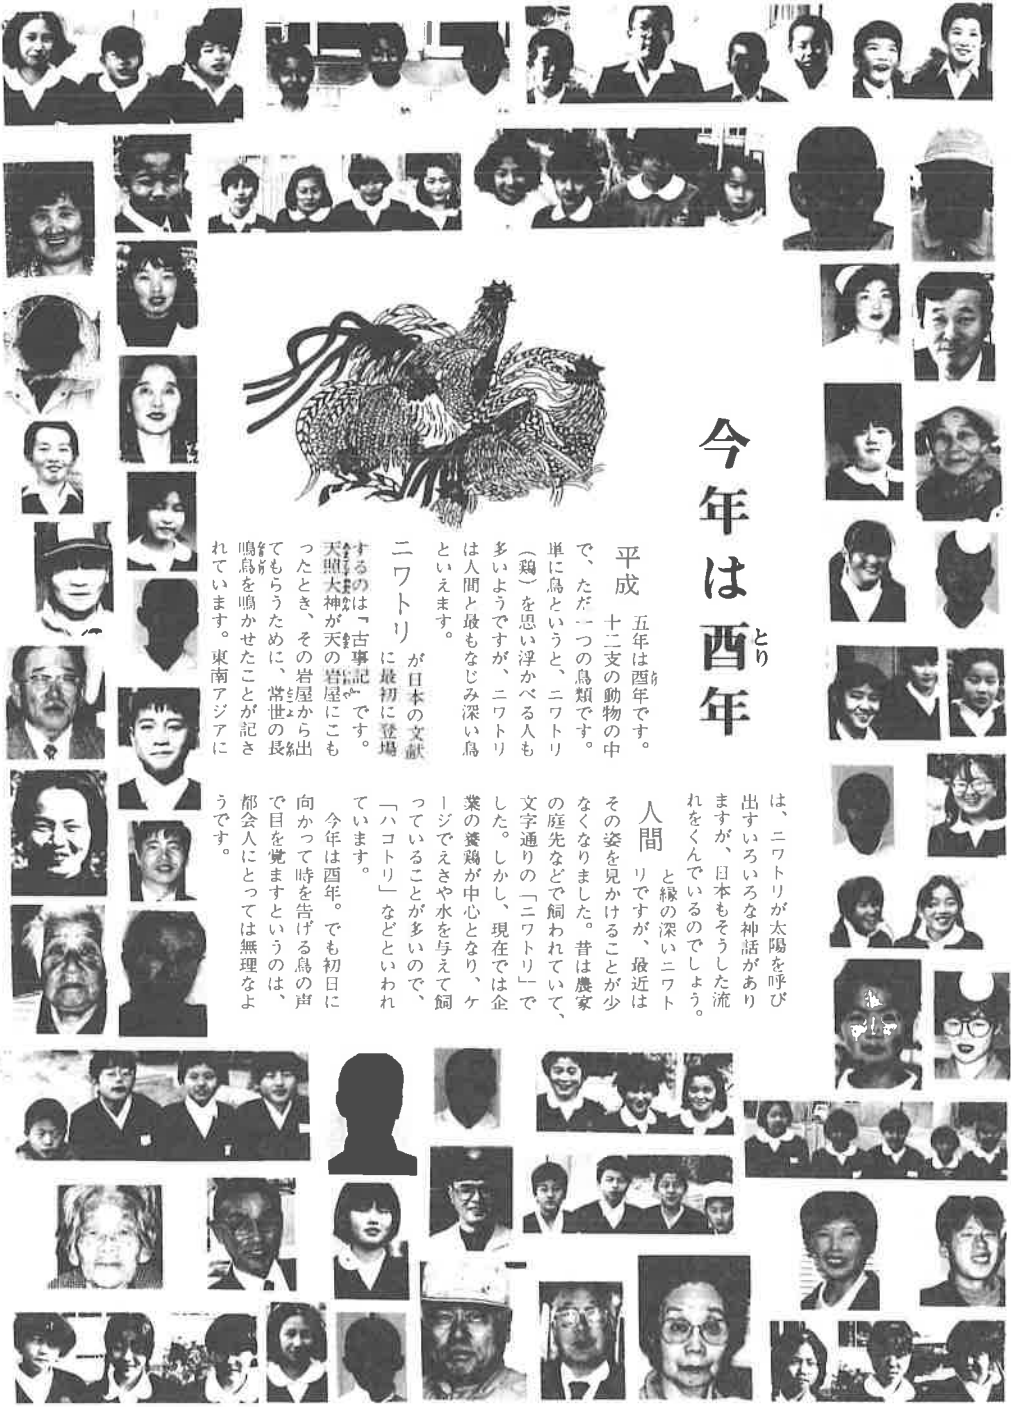 今年は酉年
とり
平成五年は酉年です。
十二支の動物の中
で、ただ一つの鳥類です。
単に鳥というと、ニワトリ
（鶏）を思い浮かべる人も
多いようですが、ニワトリ
は人間と最もなじみ深い鳥
といえます。
ニワトリが日本の文献
に最初に登場
するのは『古事記』です。
天照大神が天の岩屋にこも
ったとき、その岩屋から出
てもらうために、常世の長
鳴鳥を鳴かせたことが記さ
れています。東南アジアに
は、ニワトリが太陽を呼び
出すいろいろな神話があり
ますが、日本もそうした流
れをくんでいるのでしょう。
人間と縁の深いニワト
リですが、最近は
その姿を見かけることが少
なくなりました。昔は農家
の庭先などで飼われていて、
文字通りの「ニワトリ」で
した。しかし、現在では企
業の養鶏が中心となり、ケ
ージでえさや水を与えて飼
っていることが多いので、
「ハコトリ」などといわれ
ています。
今年は酉年。でも初日に
向かって時を告げる鳥の声
で目を覚ますというのは、
都会人にとっては無理なよ
うです。